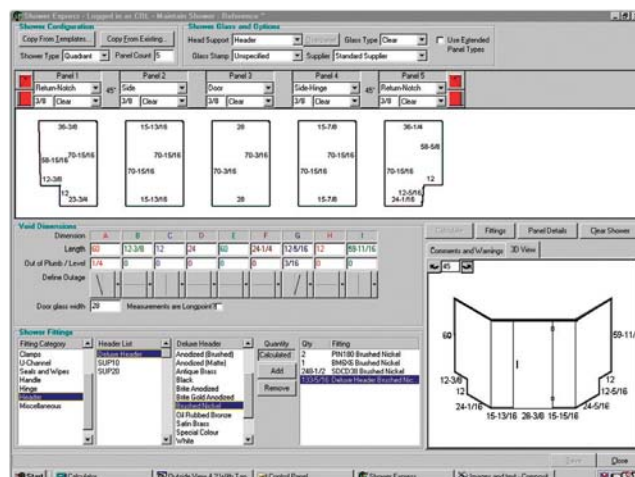 Shower Express - Logged in as CDL - Maintain Shower : Reference "
Shower Configuration
Shower Glass and Options
Copy From Templates...
Copy From Existing...
Head Support
Header
Glass Type
Clear
Use Extended Panel Types
Shower Type
Quadrant
Panel Count
5
Glass Stamp
Unspecified
Supplier
Standard Supplier
Panel 1
Panel 2
Panel 3
Panel 4
Panel 5
Return-Notch
45°
Side
Door
Side-Hinge
45°
Return-Notch
3/8 Clear
3/8 Clear
3/8 Clear
3/8 Clear
3/8 Clear
36-3/8
15-13/16
28
15-7/8
36-1/4
58-15/16
70-15/16
70-15/16
70-3/16
70-3/16
70-15/16
70-15/16
70-15/16
58-5/8
12-3/8
12
23-3/4
15-13/16
28
15-7/8
12
12-5/16
24-1/16
Void Dimensions
Dimension A B C D E F G H I
Length 60 12-3/8 12 24 60 24-1/4 12-5/16 12 59-11/16
Out of Plumb / Level 1/4 0 0 0 0 0 3/16 0 0
Define Outage
Door glass width 28
Measurements are Longpoint?
Calculate
Fittings
Panel Details
Clear Shower
Comments and Warnings
3D View
45
60
59-11/
12-3/8
12
24-1/16
15-13/16
28-3/8
15-15/16
24-5/16
12
12-5/16
Shower Fittings
Fitting Category
Clamps
U-Channel
Seals and Wipes
Handle
Hinge
Header
Miscellaneous
Header List
Deluxe Header
SUP10
SUP20
Deluxe Header
Anodized (Brushed)
Anodized (Matte)
Antique Brass
Black
Brite Anodized
Brite Gold Anodized
Brushed Nickel
Oil Rubbed Bronze
Satin Brass
Special Colour
White
Quantity
Calculated
Add
Remove
Qty Fitting
2 PIN180 Brushed Nickel
1 BM6X6 Brushed Nickel
248-1/2 SDCD38 Brushed Nickel
133-5/16 Deluxe Header Brushed Nic...
Save
Close
Start
Calculator
Control Panel
Shower Express